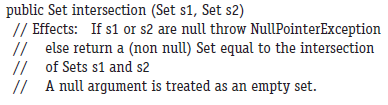 public Set intersection (Set s1, Set s2)
// Effects: If s1 or s2 are null throw NullPointerException
// else return a (non null) Set equal to the intersection
// of Sets s1 and s2
// A null argument is treated as an empty set.